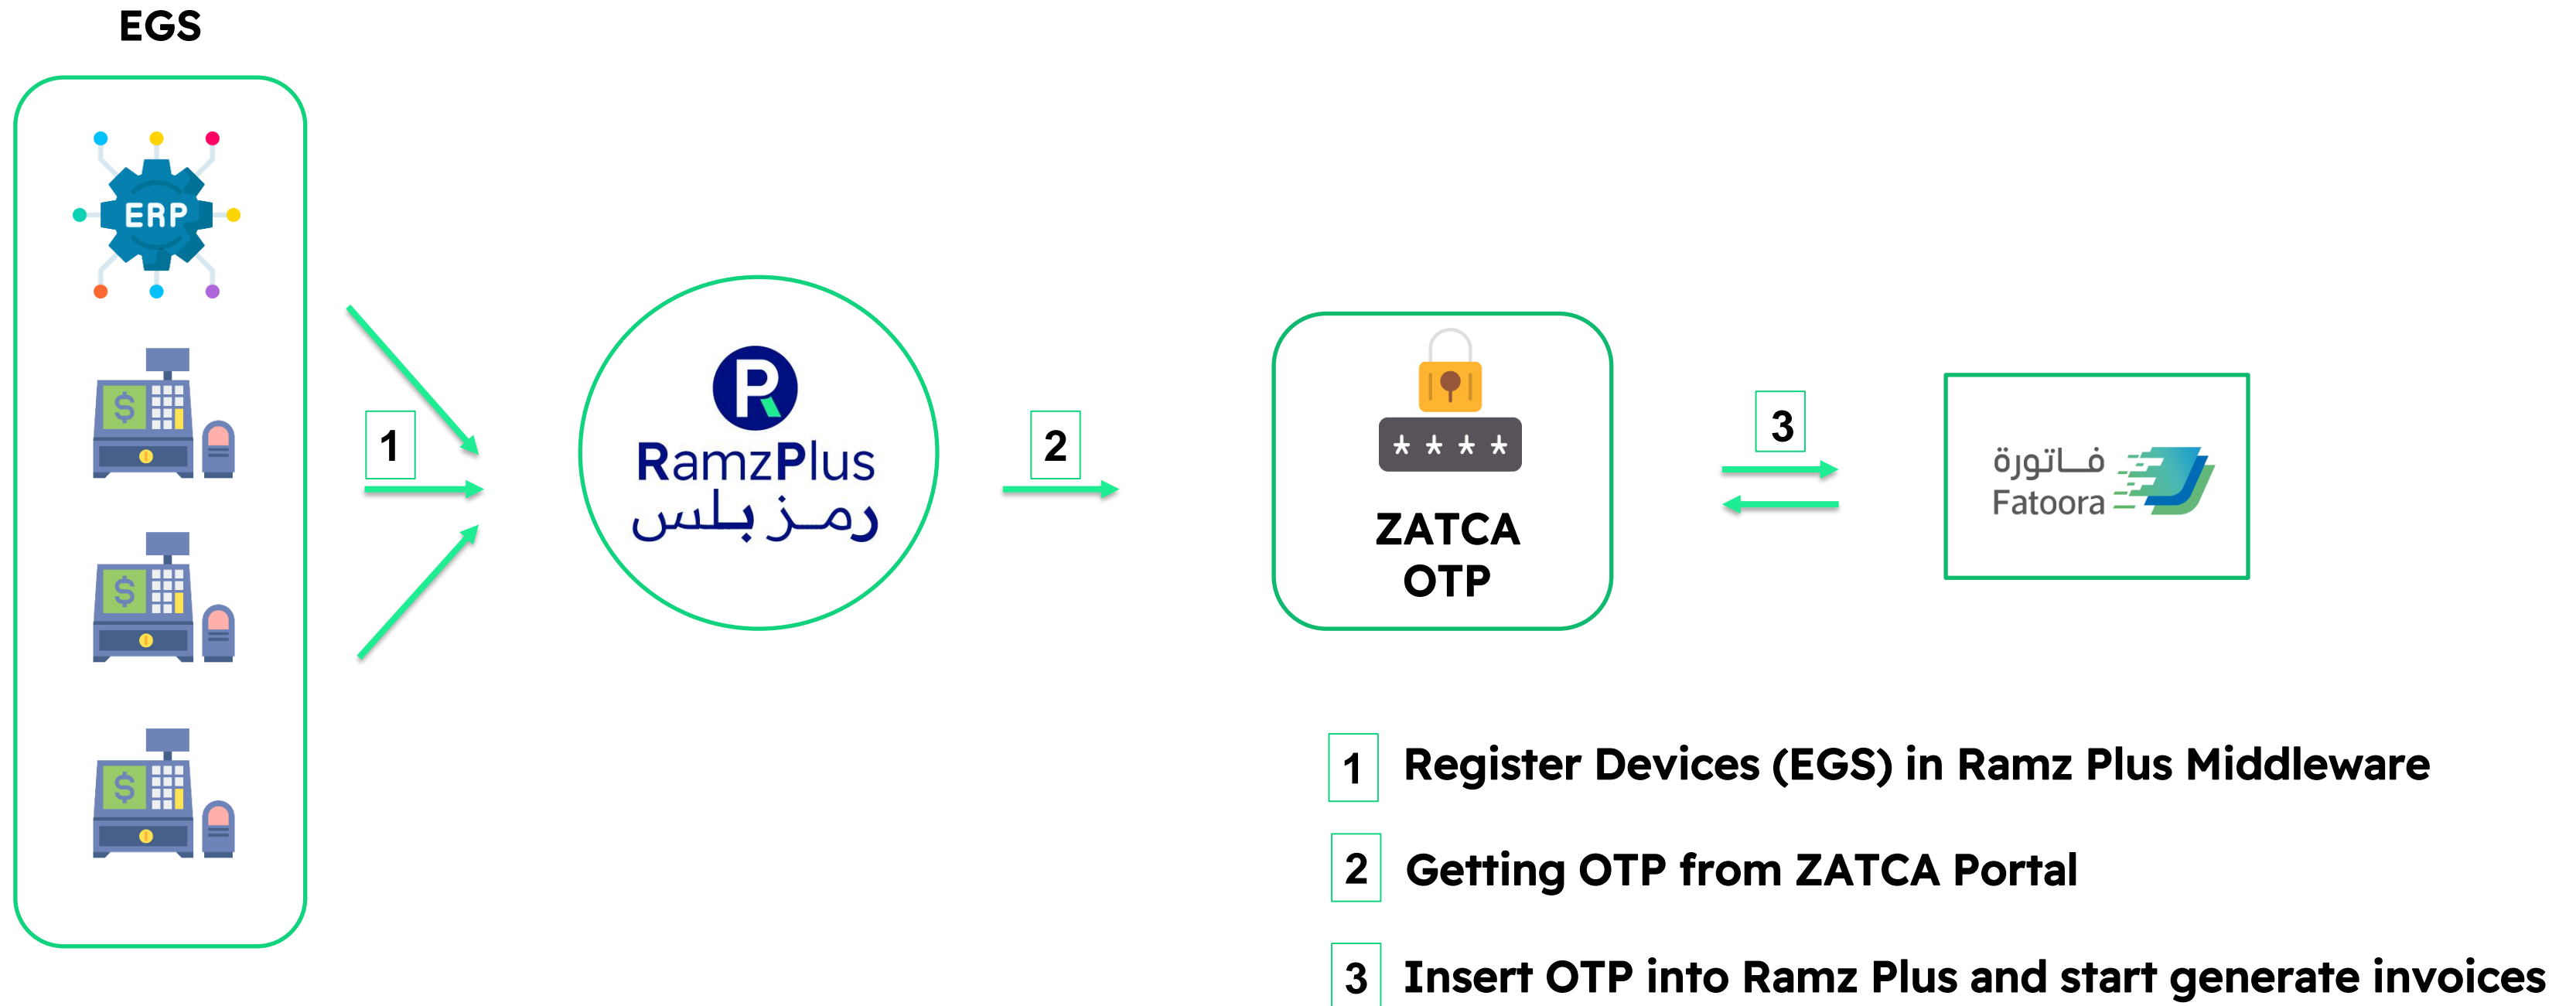 EGS
ERP
$
$
$
1
RamzPlus
رمز بلس
2
* * * *
ZATCA
OTP
3
فاتورة
Fatoora
1 Register Devices (EGS) in Ramz Plus Middleware
2 Getting OTP from ZATCA Portal
3 Insert OTP into Ramz Plus and start generate invoices